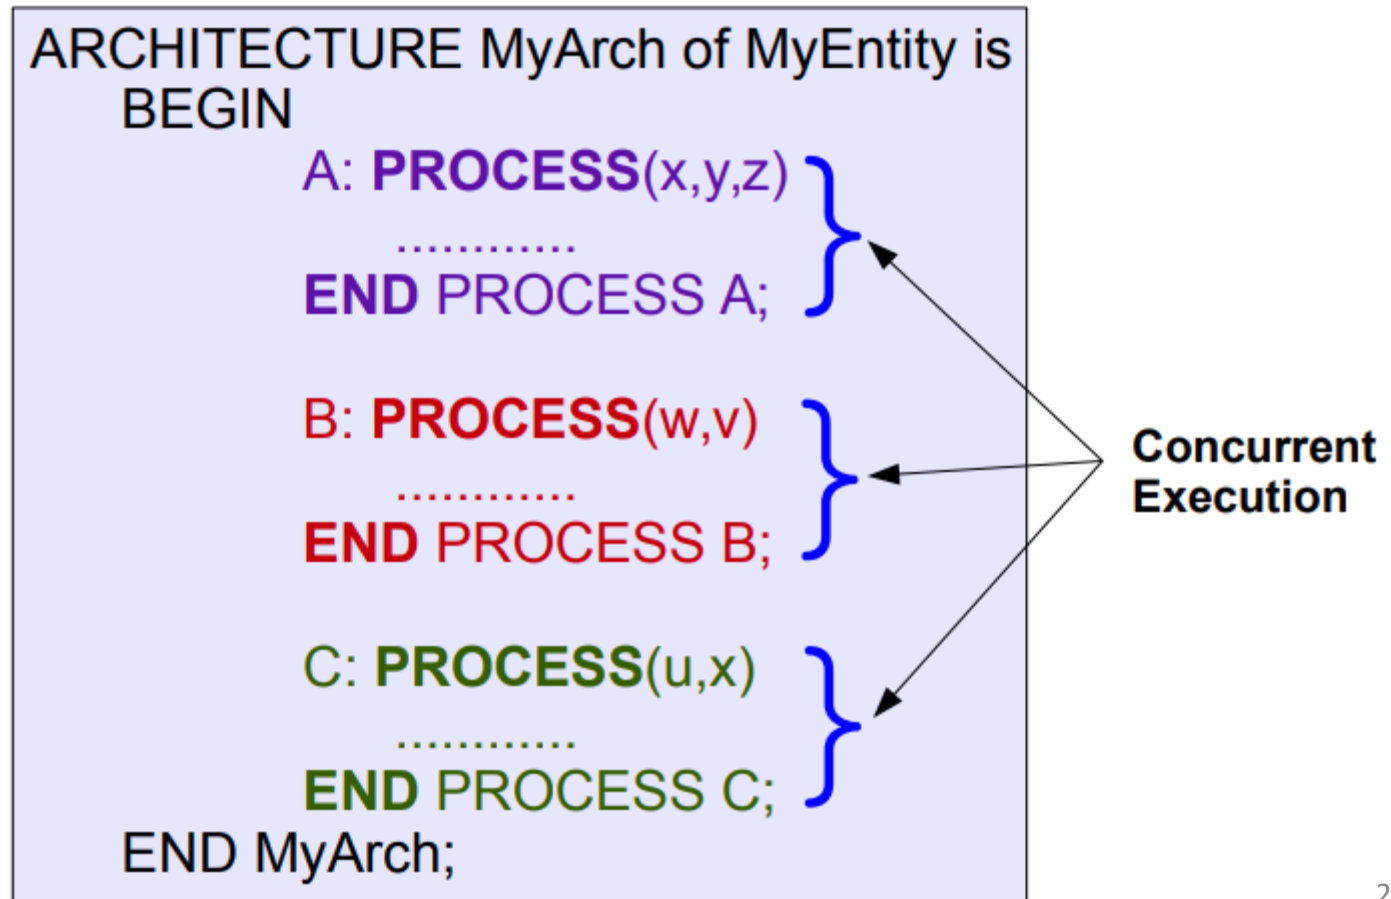 ARCHITECTURE MyArch of MyEntity is
BEGIN
A: PROCESS(x,y,z)
............
END PROCESS A;
B: PROCESS(w,v)
............
END PROCESS B;
C: PROCESS(u,x)
............
END PROCESS C;
END MyArch;
Concurrent
Execution
2